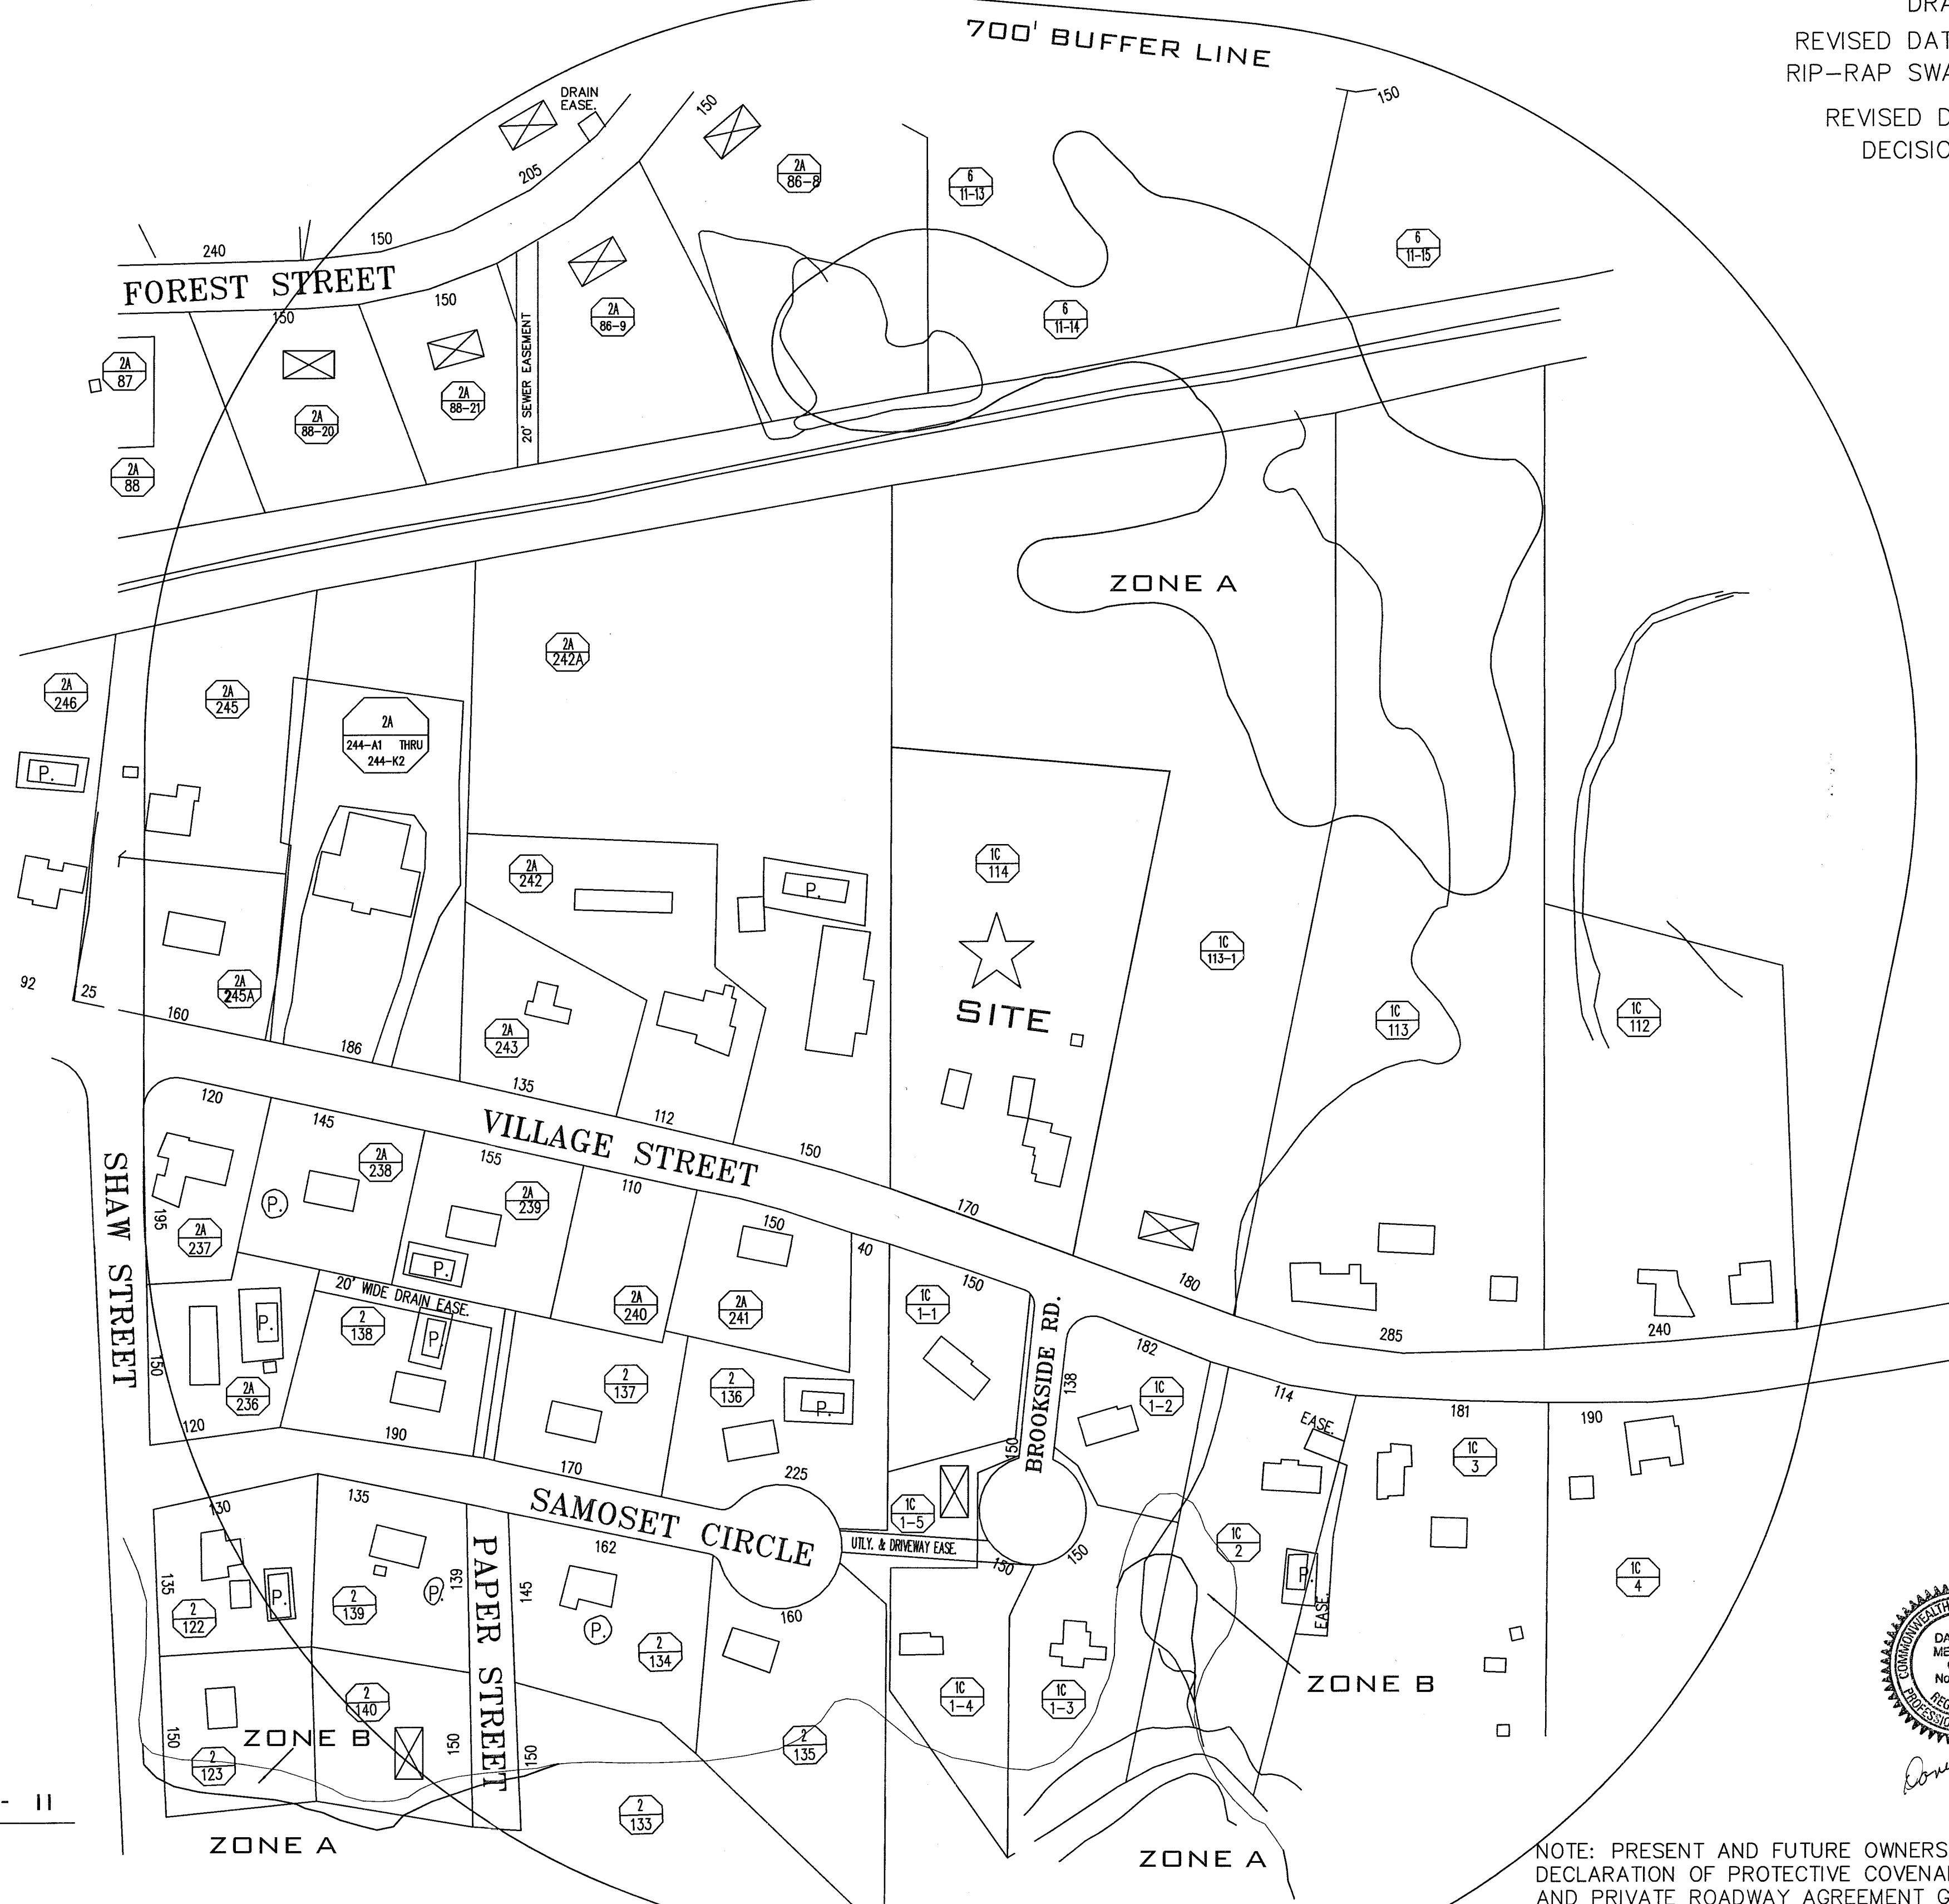 700' BUFFER LINE
REVISED
RIP-RAP
REVISED
DRAIN
EASE.
150
150
205
2A
86-8
6
11-13
6
11-15
240
150
FOREST STREET
150
150
2A
86-9
6
11-14
20' SEWER EASEMENT
2A
87
2A
88-20
2A
88-21
2A
88
ZONE A
2A
242A
2A
246
2A
245
2A
244-A1 THRU
244-K2
P.
2A
242
P.
1C
114
1C
113-1
SITE
92
25
2A
245A
160
186
2A
243
135
112
150
1C
113
1C
112
120
145
VILLAGE STREET
2A
238
155
110
170
SHAW STREET
P.
195
2A
237
2A
239
150
40
P.
20' WIDE DRAIN EASE.
2A
240
2A
241
1C
1-1
150
180
BROOKSIDE RD.
285
240
P.
2
138
P.
150
2A
236
2
137
2
136
P.
182
138
1C
1-2
114
EASE.
181
190
120
190
170
225
150
1C
3
130
135
SAMOSET CIRCLE
1C
1-5
UTLY. & DRIVEWAY EASE.
150
150
PAPER STREET
162
1C
2
135
P.
2
122
2
139
P.
139
145
P.
160
P.
EASE.
1C
4
2
134
1C
1-4
1C
1-3
ZONE B
2
140
150
ZONE B
2
123
150
150
2
135
- 11
ZONE A
2
133
ZONE A
NOTE: PRESENT AND FUTURE OWNERS
DECLARATION OF PROTECTIVE
AND PRIVATE ROADWAY AGREEMENT